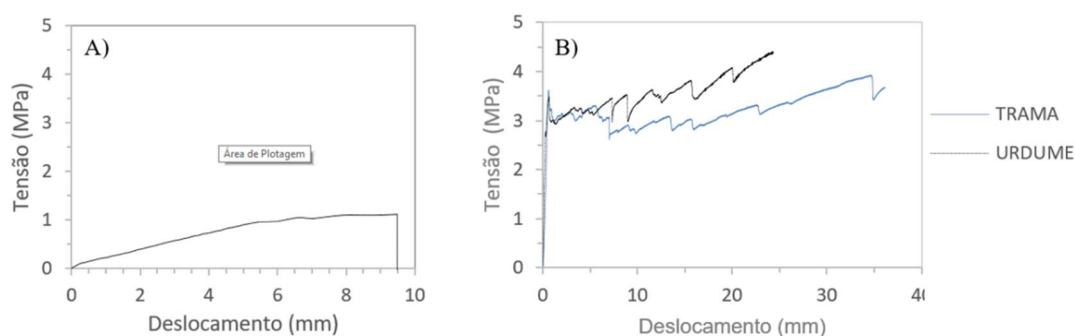 5
A)
4
3
Área de Plotagem
2
1
0
0 2 4 6 8 10
Tensão (MPa)
Deslocamento (mm)
5
B)
4
3
2
1
0
0 10 20 30 40
Tensão (MPa)
Deslocamento (mm)
TRAMA
URDUME